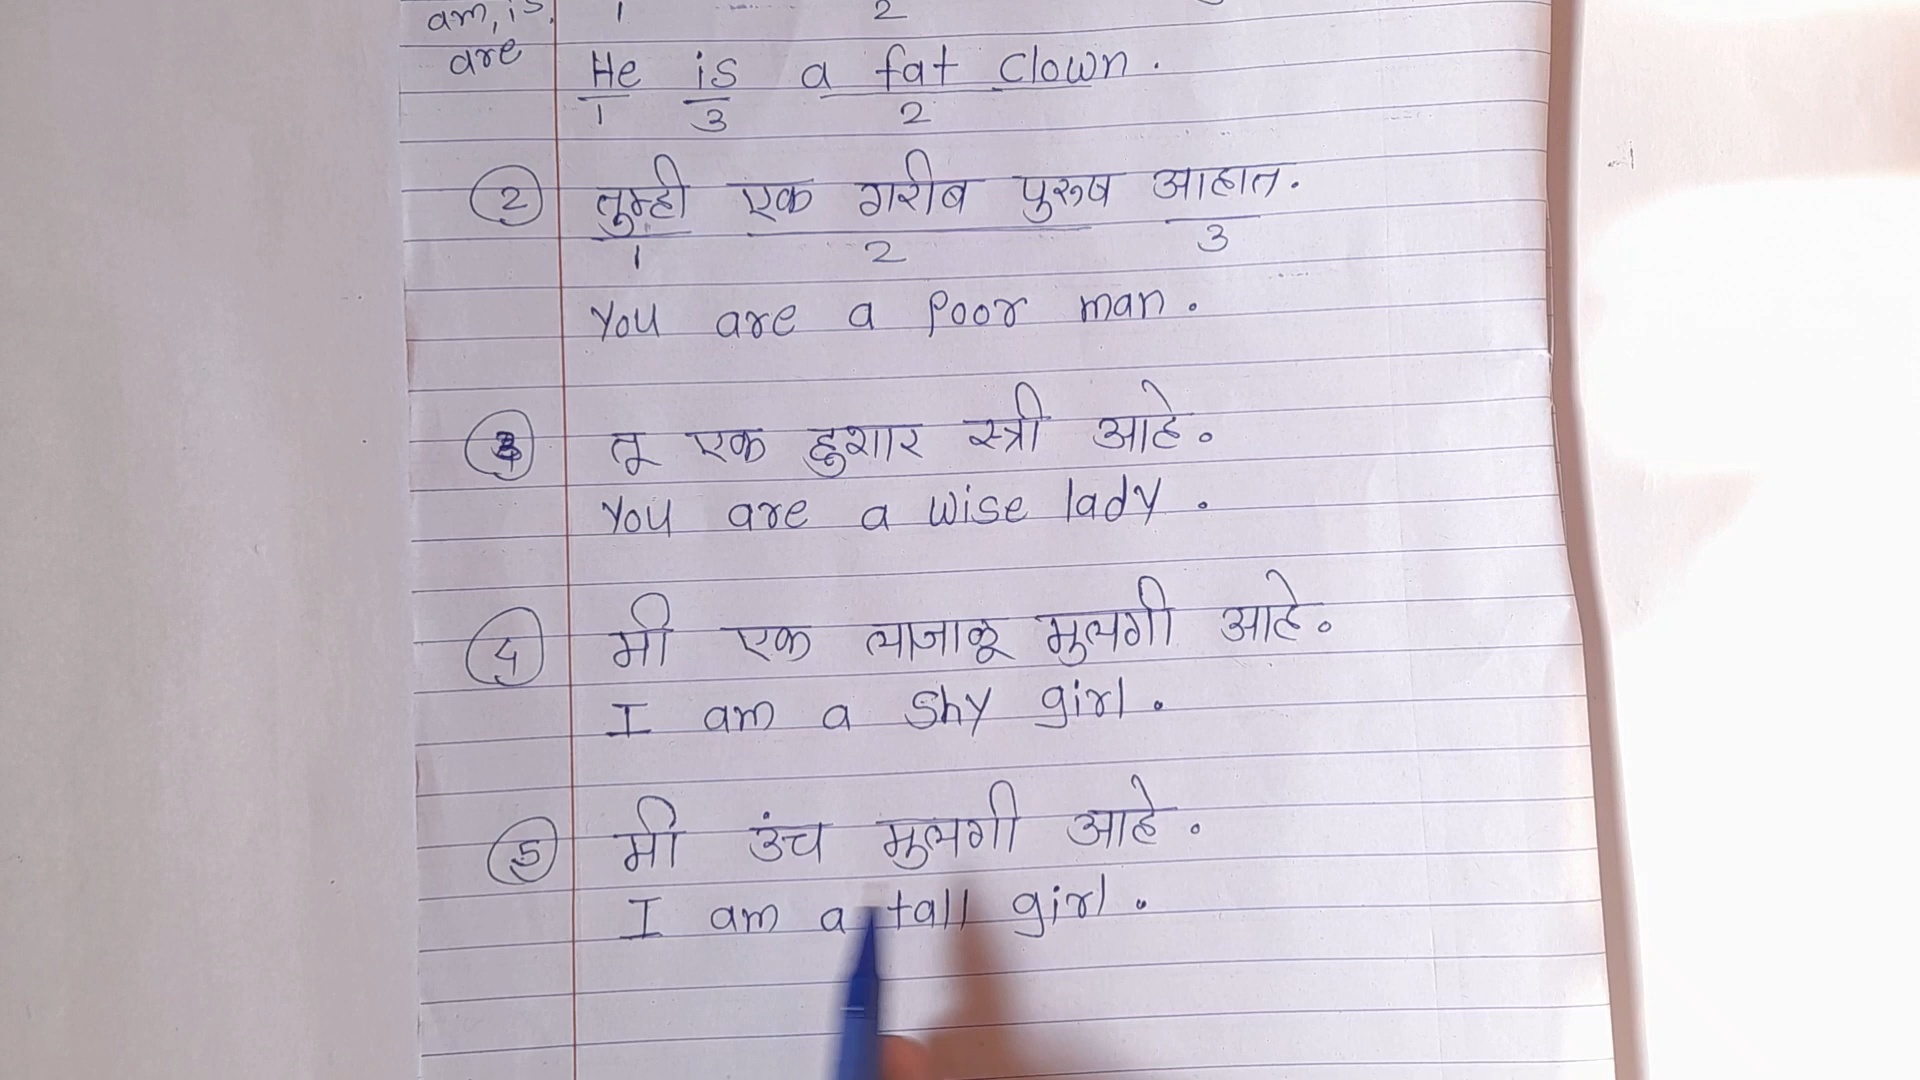 am, is,
are
1 2
He is a fat clown.
1 3 2
2 तुम्ही एक गरीब पुरुष आहात.
1 2 3
You are a poor man.
3 तू एक हुशार स्त्री आहे.
You are a wise lady.
4 मी एक लाजाळू मुलगी आहे.
I am a shy girl.
5 मी उंच मुलगी आहे.
I am a tall girl.